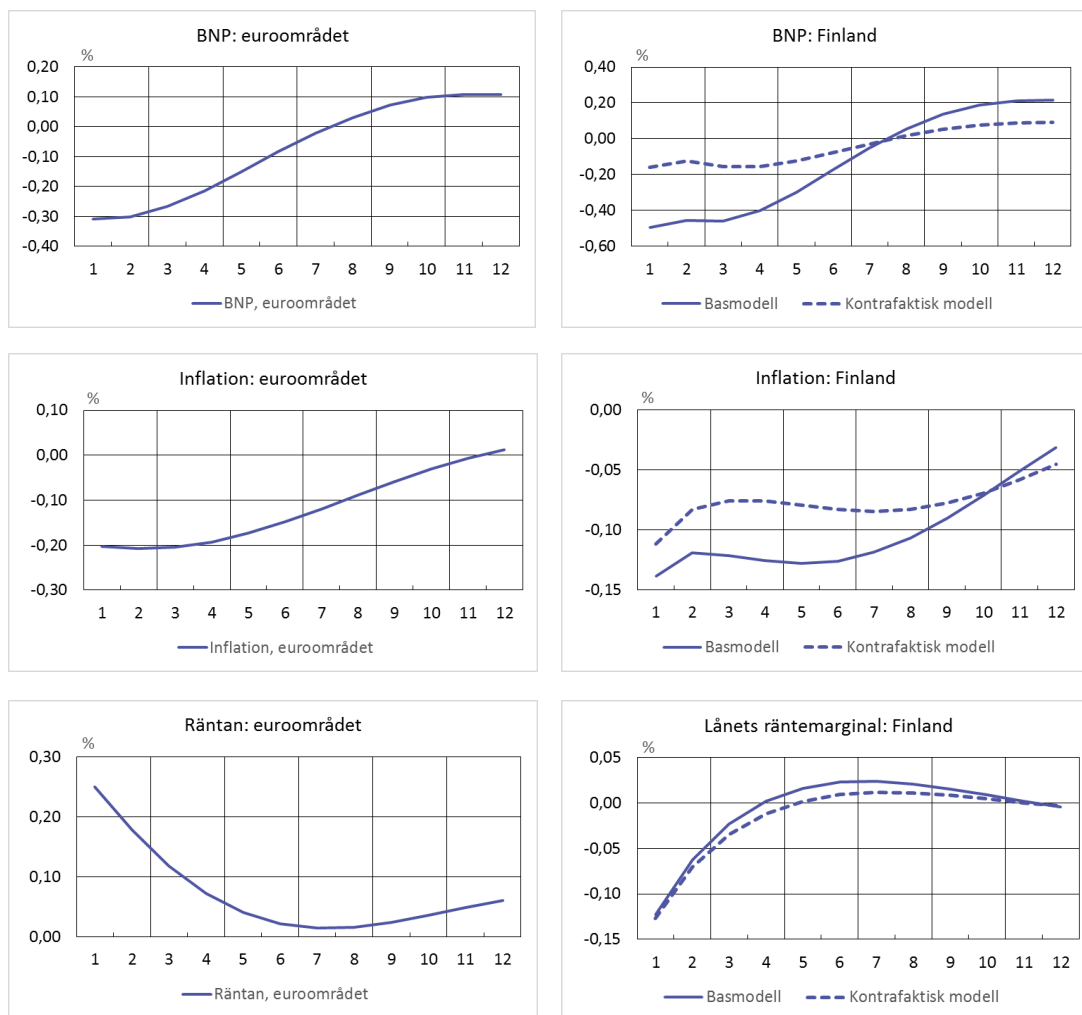 BNP: euroområdet
%
0,20
0,10
0,00
-0,10
-0,20
-0,30
-0,40
1 2 3 4 5 6 7 8 9 10 11 12
BNP, euroområdet
BNP: Finland
%
0,40
0,20
0,00
-0,20
-0,40
-0,60
1 2 3 4 5 6 7 8 9 10 11 12
Basmodell Kontrafaktisk modell
Inflation: euroområdet
%
0,10
0,00
-0,10
-0,20
-0,30
1 2 3 4 5 6 7 8 9 10 11 12
Inflation, euroområdet
Inflation: Finland
%
0,00
-0,05
-0,10
-0,15
1 2 3 4 5 6 7 8 9 10 11 12
Basmodell Kontrafaktisk modell
Räntan: euroområdet
%
0,30
0,20
0,10
0,00
1 2 3 4 5 6 7 8 9 10 11 12
Räntan, euroområdet
Lånets räntemarginal: Finland
%
0,05
0,00
-0,05
-0,10
-0,15
1 2 3 4 5 6 7 8 9 10 11 12
Basmodell Kontrafaktisk modell